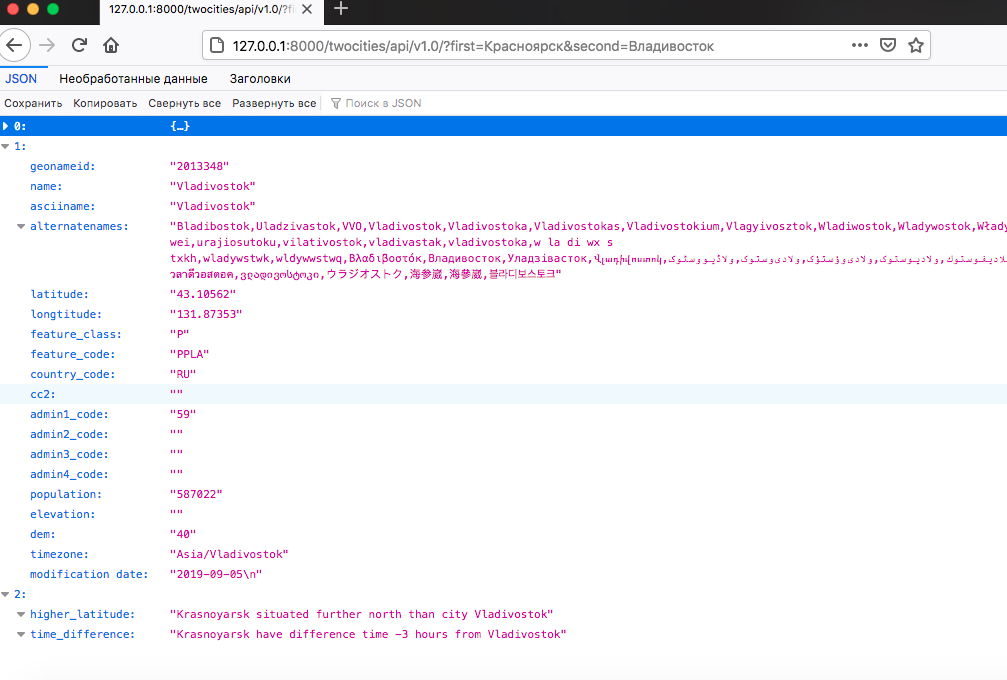 127.0.0.1:8000/twocities/api/v1.0/?fi
127.0.0.1:8000/twocities/api/v1.0/?first=Красноярск&second=Владивосток
JSON Необработанные данные Заголовки
Сохранить Копировать Свернуть все Развернуть все Поиск в JSON
0: {…}
1:
geonameid: "2013348"
name: "Vladivostok"
asciiname: "Vladivostok"
alternatenames: "Bladibostok,Uladzivastok,VVO,Vladivostok,Vladivostoka,Vladivostokas,Vladivostokium,Vlagyivosztok,Wladiwostok,Wladywostok,Włady
wei,urajiosutoku,vilativostok,vladivastak,vladivostoka,w la di wx s
txkh,wladywstwk,wldywwstwq,Βλαδιβοστόκ,Владивосток,Уладзівасток,Վլադիվոստոկ,ولادىۋوستوك,ولادیوستوک,ولادى‌وؤستؤک,ولادی‌وستوک,ولاڈیووستوک
วลาดีวอสตอค,ვლადივოსტოკი,ウラジオストク,海参崴,海參崴,블라디보스토크"
latitude: "43.10562"
longtitude: "131.87353"
feature_class: "P"
feature_code: "PPLA"
country_code: "RU"
cc2: ""
admin1_code: "59"
admin2_code: ""
admin3_code: ""
admin4_code: ""
population: "587022"
elevation: ""
dem: "40"
timezone: "Asia/Vladivostok"
modification date: "2019-09-05\n"
2:
higher_latitude: "Krasnoyarsk situated further north than city Vladivostok"
time_difference: "Krasnoyarsk have difference time -3 hours from Vladivostok"